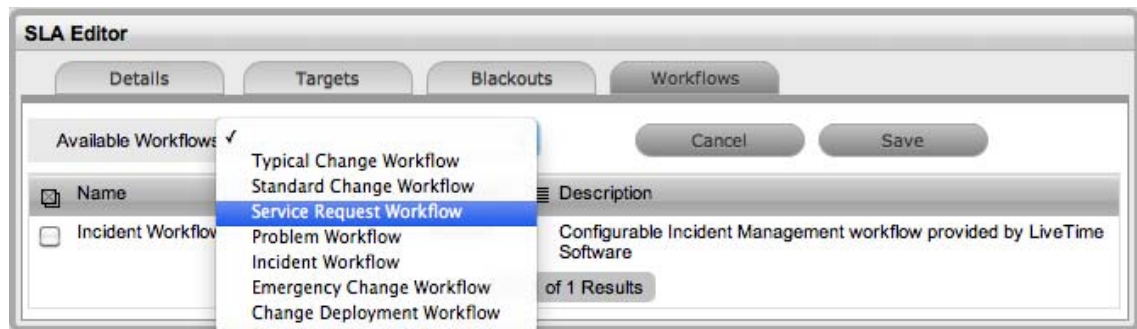 SLA Editor
Details Targets Blackouts Workflows
Available Workflows ✓ Cancel Save
Typical Change Workflow
Standard Change Workflow
Service Request Workflow
Problem Workflow
Incident Workflow
Emergency Change Workflow
Change Deployment Workflow
Name Description
Incident Workflow Configurable Incident Management workflow provided by LiveTime
Software
of 1 Results